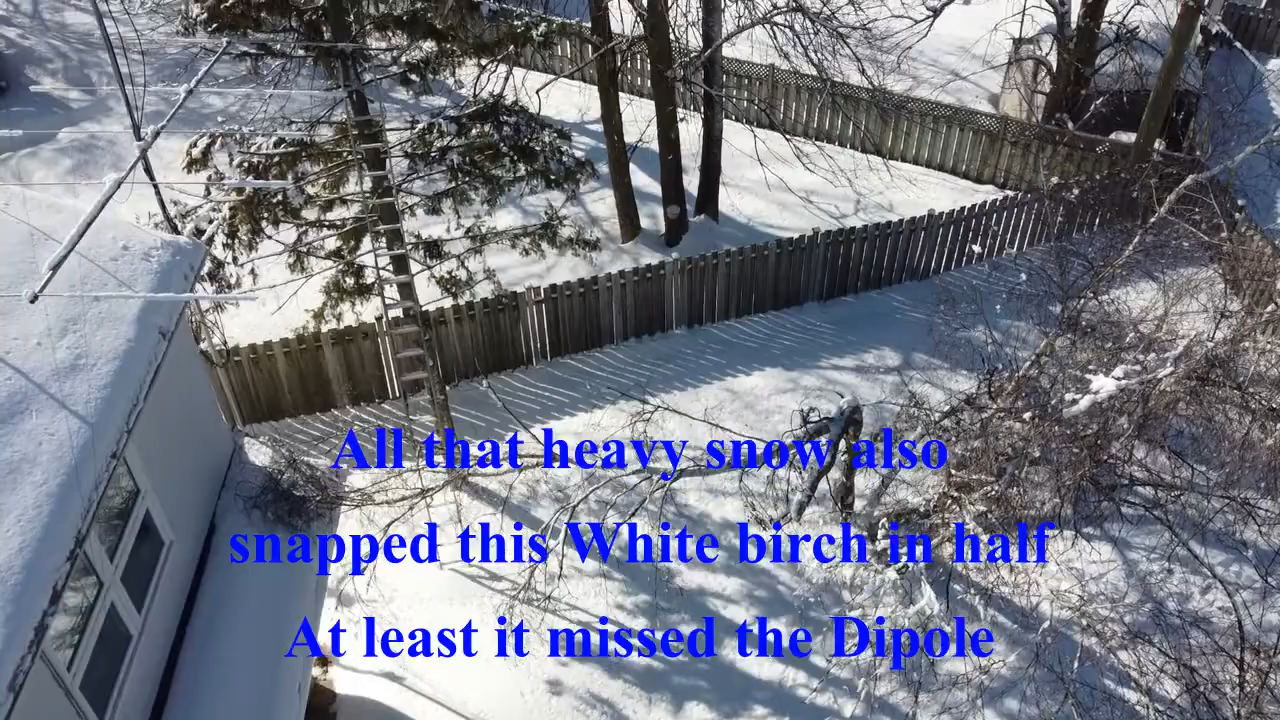 All that heavy snow also
snapped this White birch in half
At least it missed the Dipole